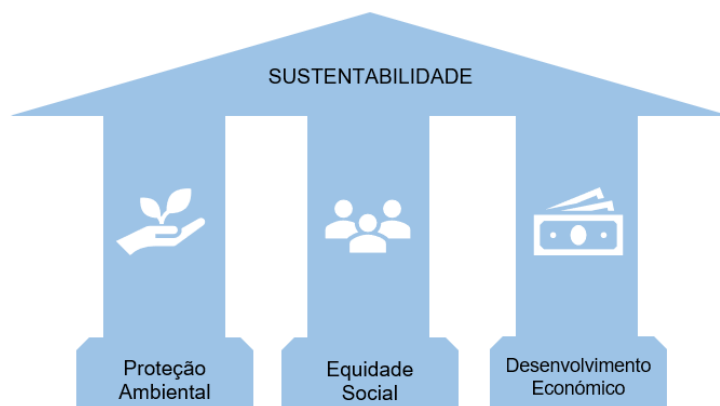 SUSTENTABILIDADE
Proteção
Ambiental
Equidade
Social
Desenvolvimento
Económico